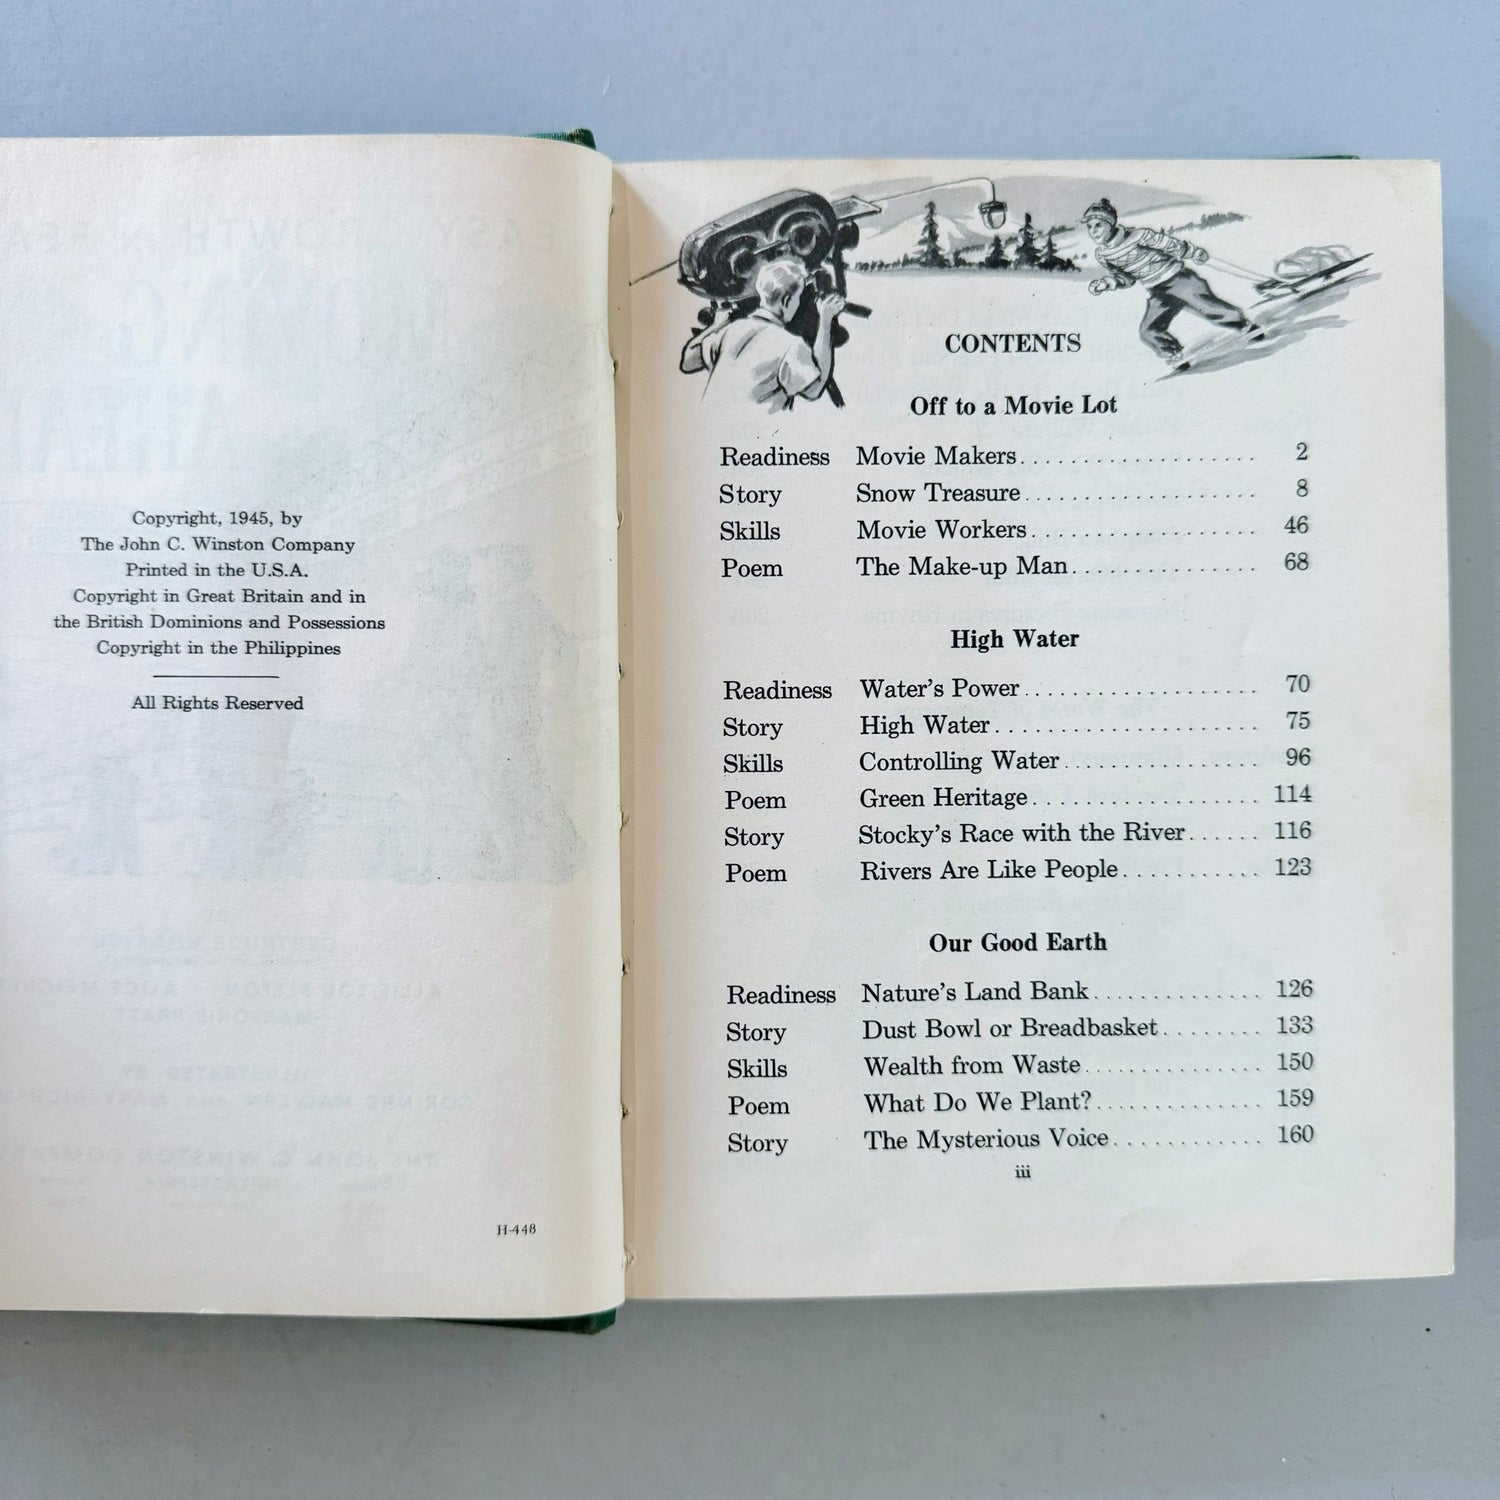 Copyright, 1945, by
The John C. Winston Company
Printed in the U.S.A.
Copyright in Great Britain and in
the British Dominions and Possessions
Copyright in the Philippines
All Rights Reserved
H-448
CONTENTS
Off to a Movie Lot
Readiness Movie Makers 2
Story Snow Treasure 8
Skills Movie Workers 46
Poem The Make-up Man 68
High Water
Readiness Water's Power 70
Story High Water 75
Skills Controlling Water 96
Poem Green Heritage 114
Story Stocky's Race with the River 116
Poem Rivers Are Like People 123
Our Good Earth
Readiness Nature's Land Bank 126
Story Dust Bowl or Breadbasket 133
Skills Wealth from Waste 150
Poem What Do We Plant? 159
Story The Mysterious Voice 160
iii